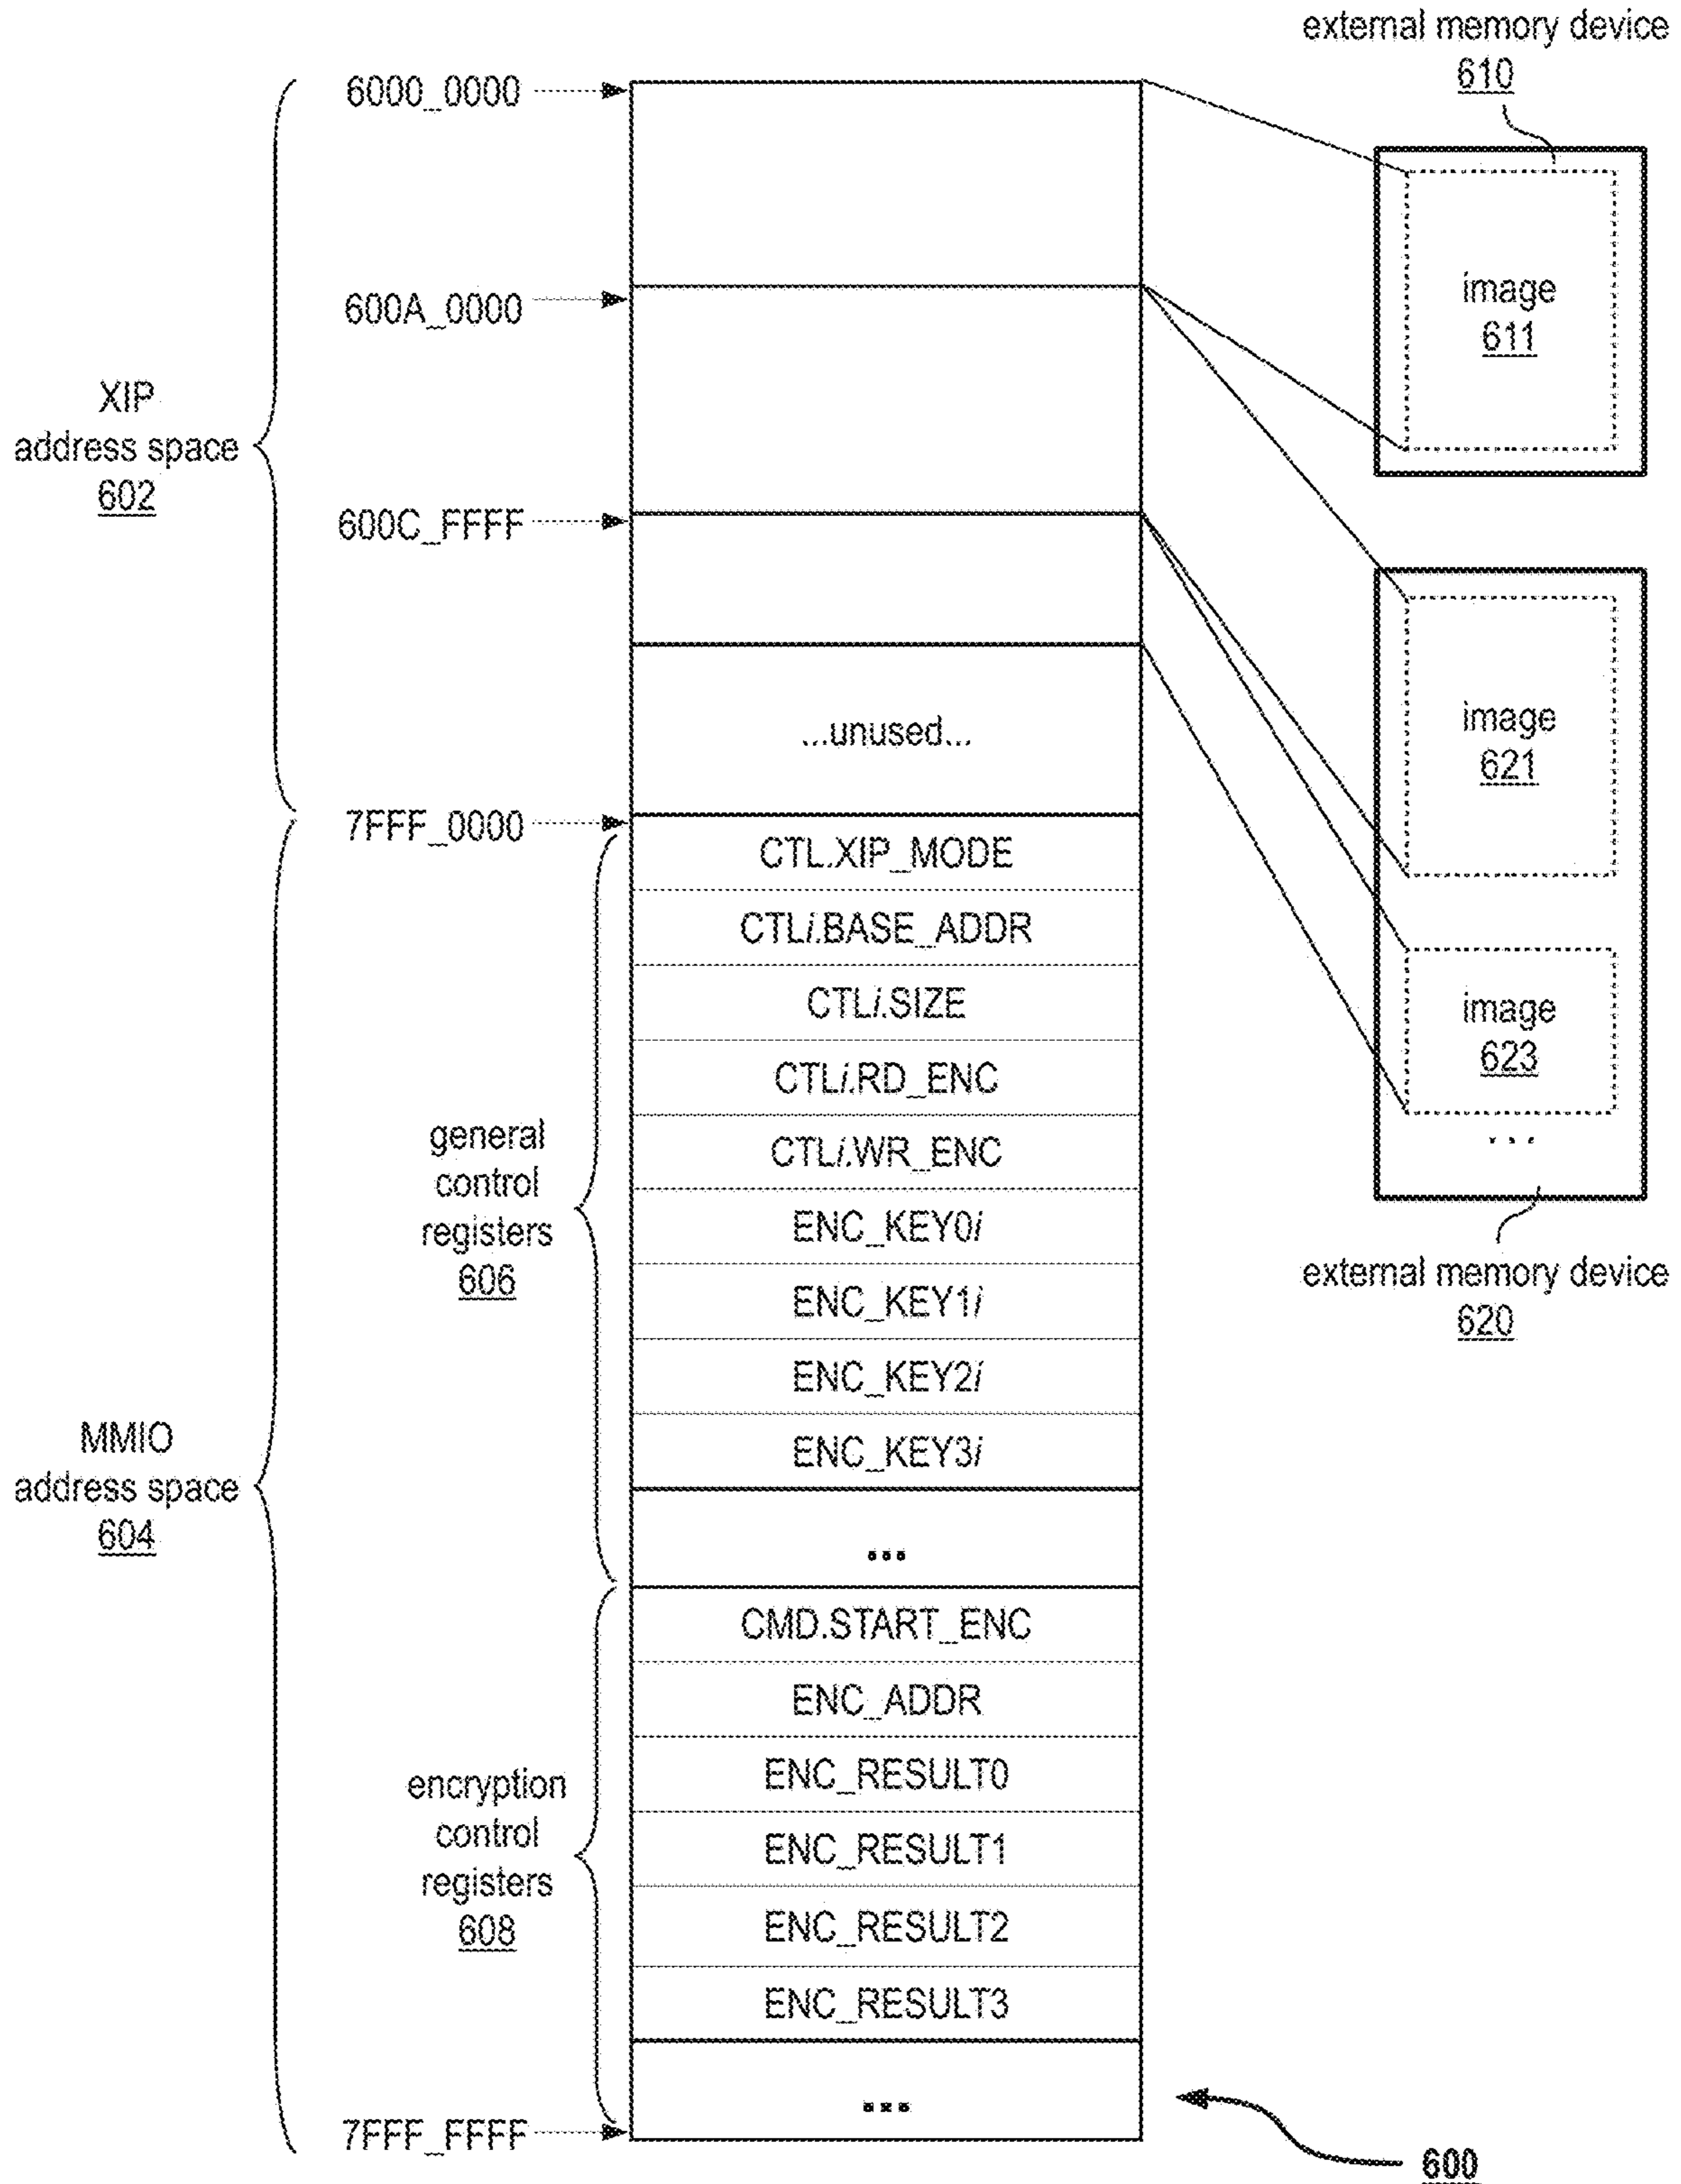 external memory device
610
6000_0000
image
611
600A_0000
XIP
address space
602
600C_FFFF
...unused...
image
621
7FFF_0000
CTL.XIP_MODE
CTLi.BASE_ADDR
CTLi.SIZE
image
623
...
CTLi.RD_ENC
CTLi.WR_ENC
general
control
registers
606
ENC_KEY0i
ENC_KEY1i
ENC_KEY2i
ENC_KEY3i
...
external memory device
620
MMIO
address space
604
CMD.START_ENC
ENC_ADDR
ENC_RESULT0
ENC_RESULT1
ENC_RESULT2
ENC_RESULT3
encryption
control
registers
608
...
7FFF_FFFF
600